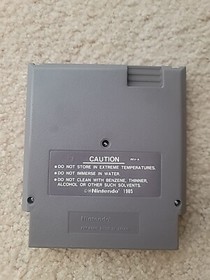 CAUTION
• DO NOT STORE IN EXTREME TEMPERATURES.
• DO NOT IMMERSE IN WATER.
• DO NOT CLEAN WITH BENZENE, THINNER,
ALCOHOL OR OTHER SUCH SOLVENTS.
©Nintendo 1985